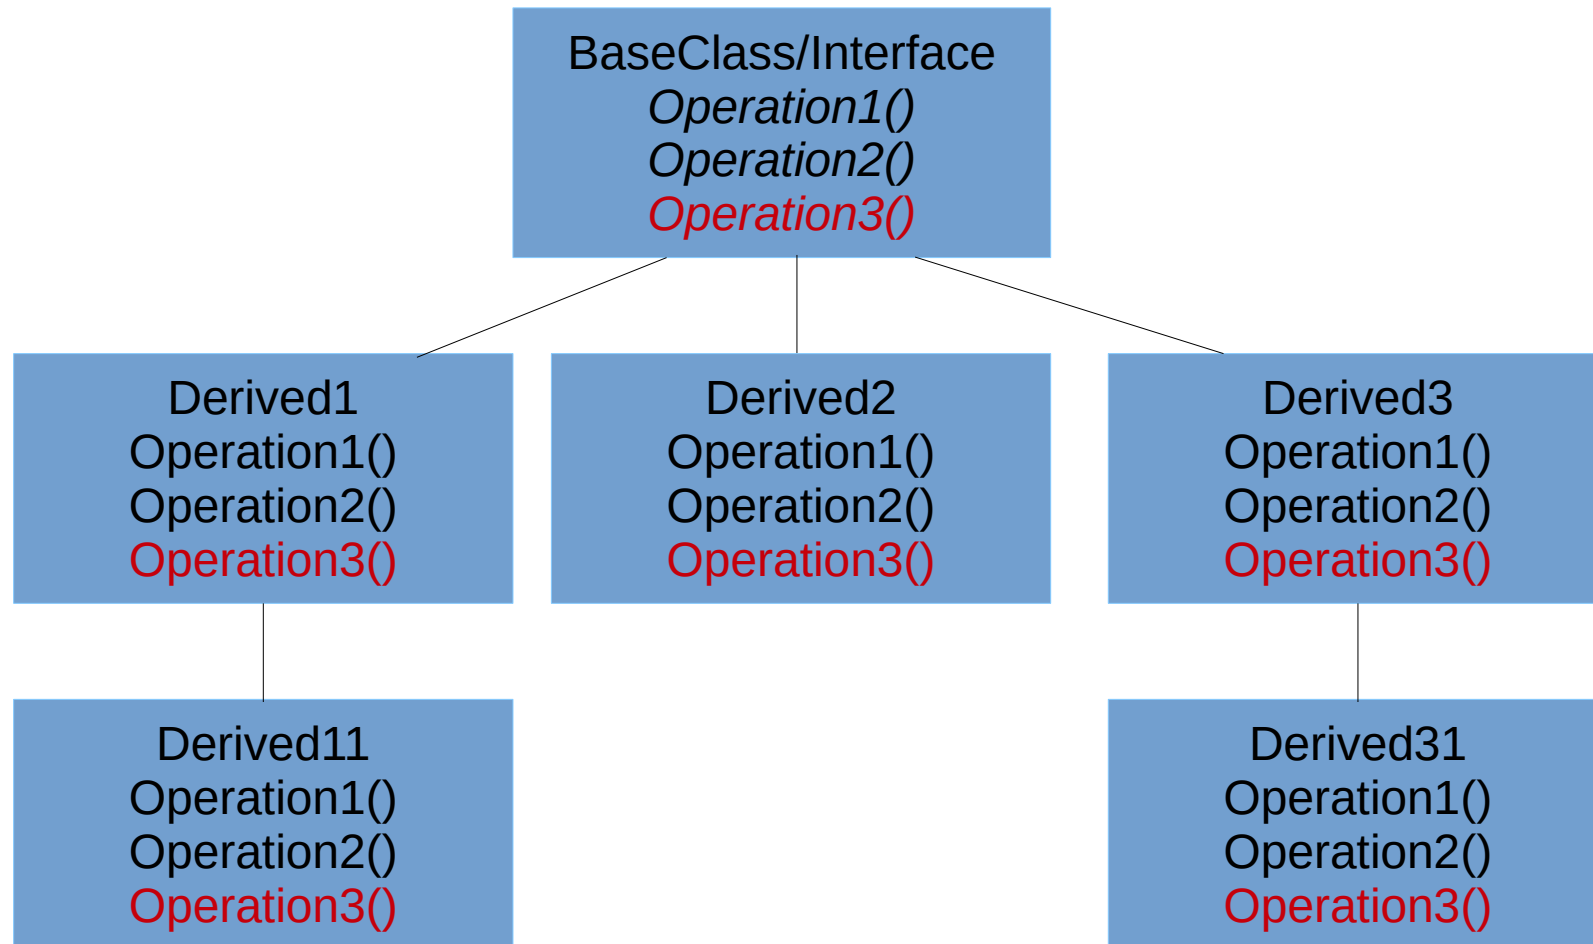 BaseClass/Interface
Operation1()
Operation2()
Operation3()
Derived1
Operation1()
Operation2()
Operation3()
Derived2
Operation1()
Operation2()
Operation3()
Derived3
Operation1()
Operation2()
Operation3()
Derived11
Operation1()
Operation2()
Operation3()
Derived31
Operation1()
Operation2()
Operation3()